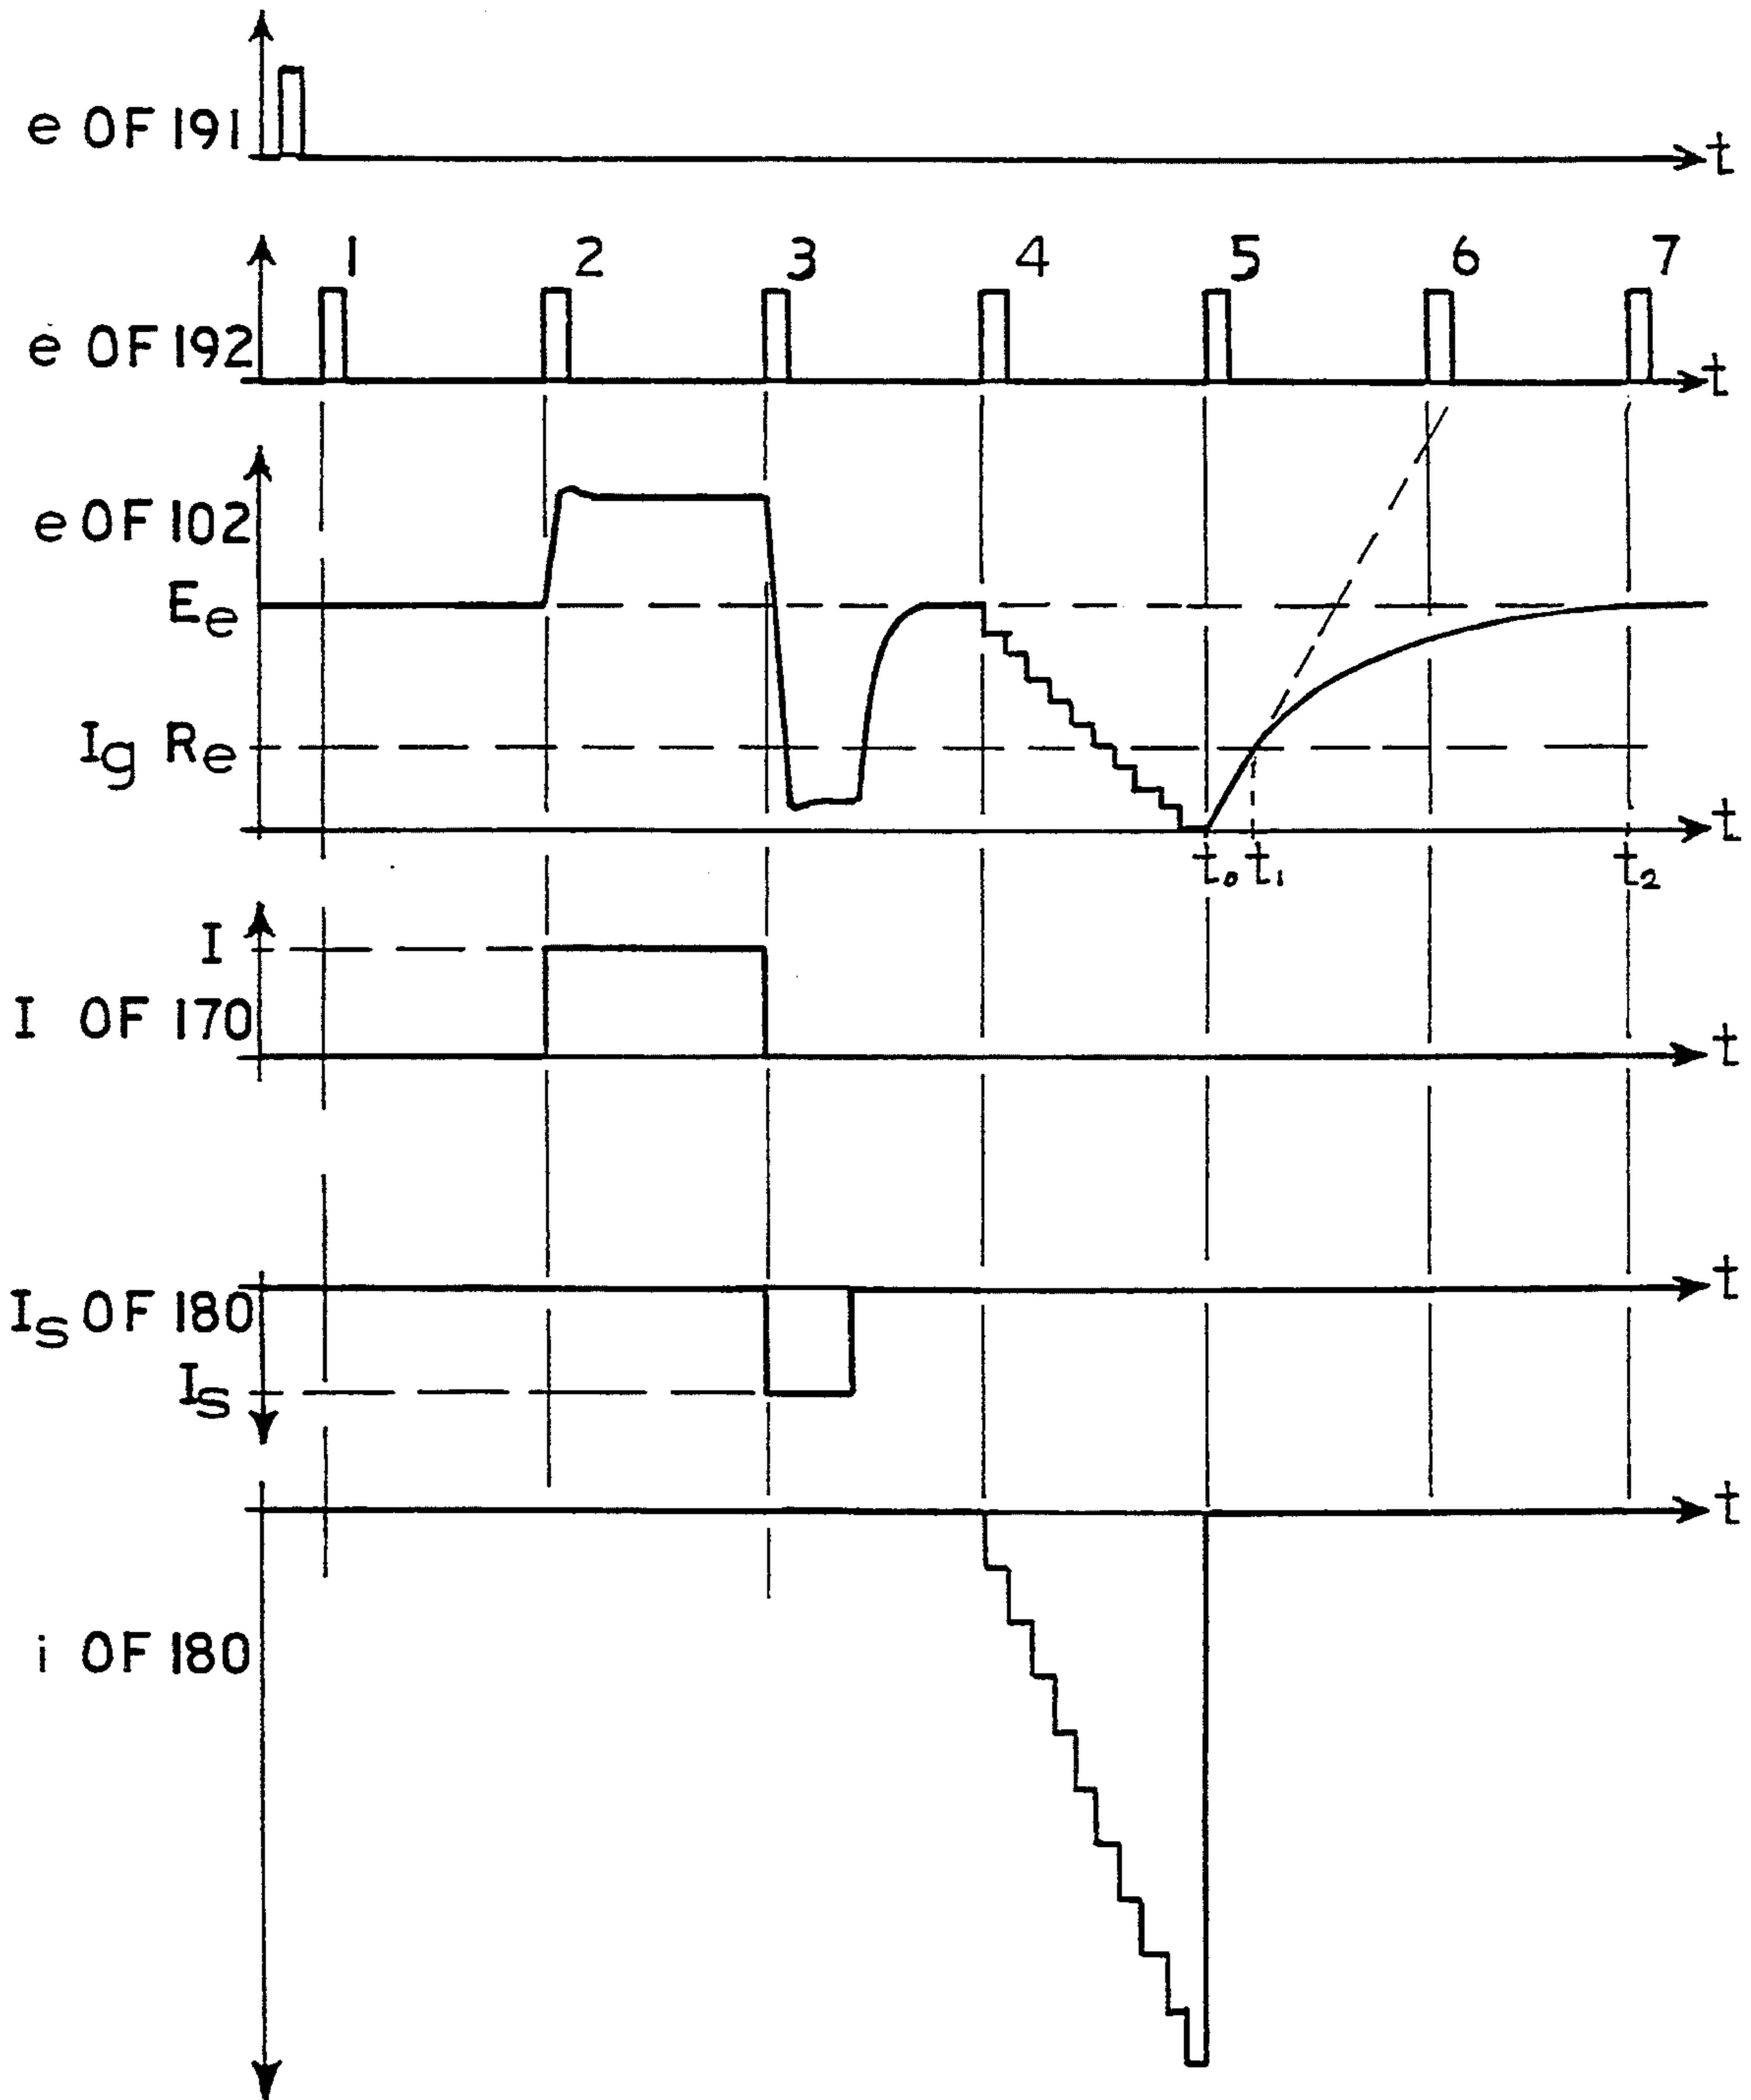 e OF 191
t
1 2 3 4 5 6 7
e OF 192
t
e OF 102
Ee
Ig Re
t
t₀ t₁ t₂
I
I OF 170
t
t
Is OF 180
Is
t
i OF 180